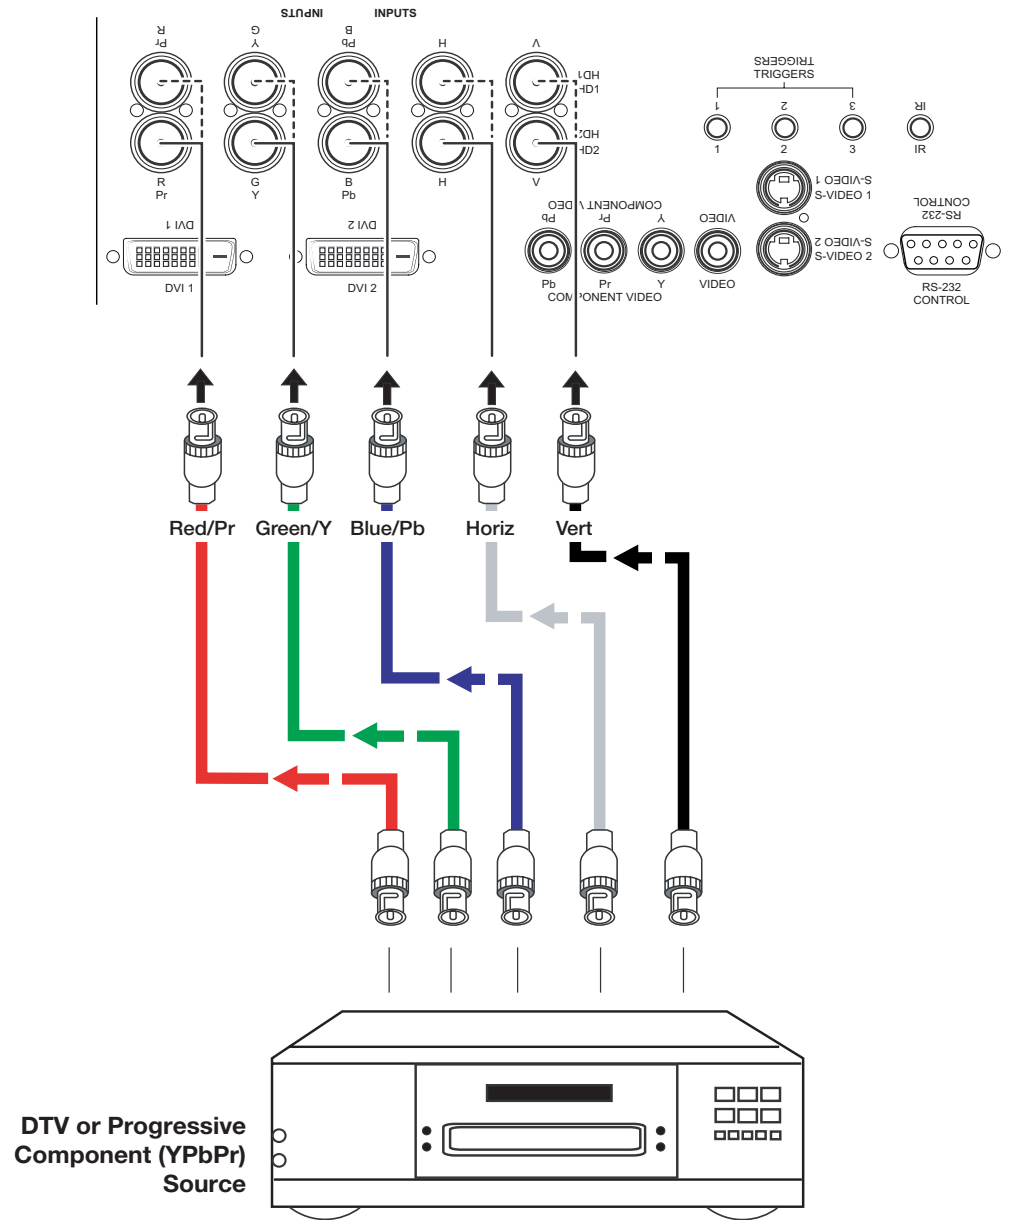 INPUTS INPUTS
R G B
Pr Y Pb H V
HD1
HD1
HD2
HD2
R G B H V
Pr Y Pb
TRIGGERS
TRIGGERS
1 2 3 IR
1 2 3 IR
S-VIDEO 1
S-VIDEO 1
S-VIDEO 2
S-VIDEO 2
DVI 1 DVI 2
DVI 1 DVI 2
COMPONENT VIDEO
Pb Pr Y VIDEO
Pb Pr Y VIDEO
COMPONENT VIDEO
CONTROL
RS-232
RS-232
CONTROL
Red/Pr Green/Y Blue/Pb Horiz Vert
DTV or Progressive
Component (YPbPr)
Source